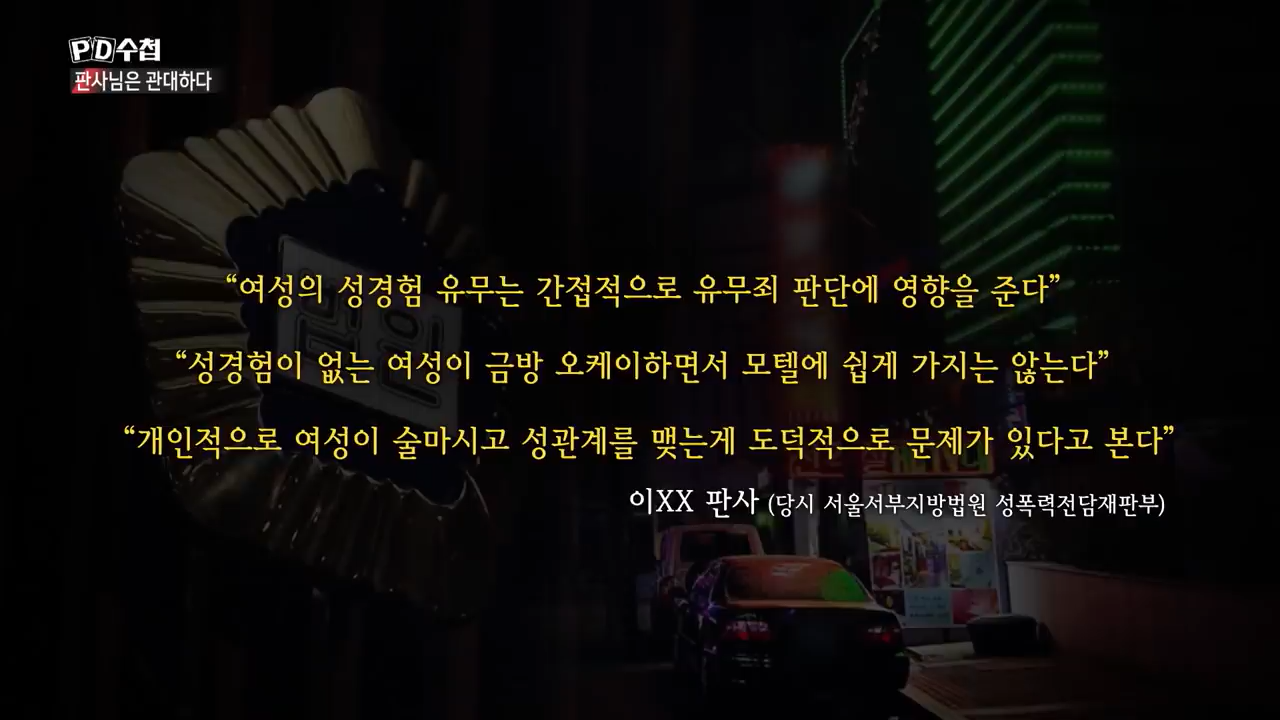 PD수첩
판사님은 관대하다
“여성의 성경험 유무는 간접적으로 유무죄 판단에 영향을 준다”
“성경험이 없는 여성이 금방 오케이하면서 모텔에 쉽게 가지는 않는다”
“개인적으로 여성이 술마시고 성관계를 맺는게 도덕적으로 문제가 있다고 본다”
이XX 판사 (당시 서울서부지방법원 성폭력전담재판부)
법원